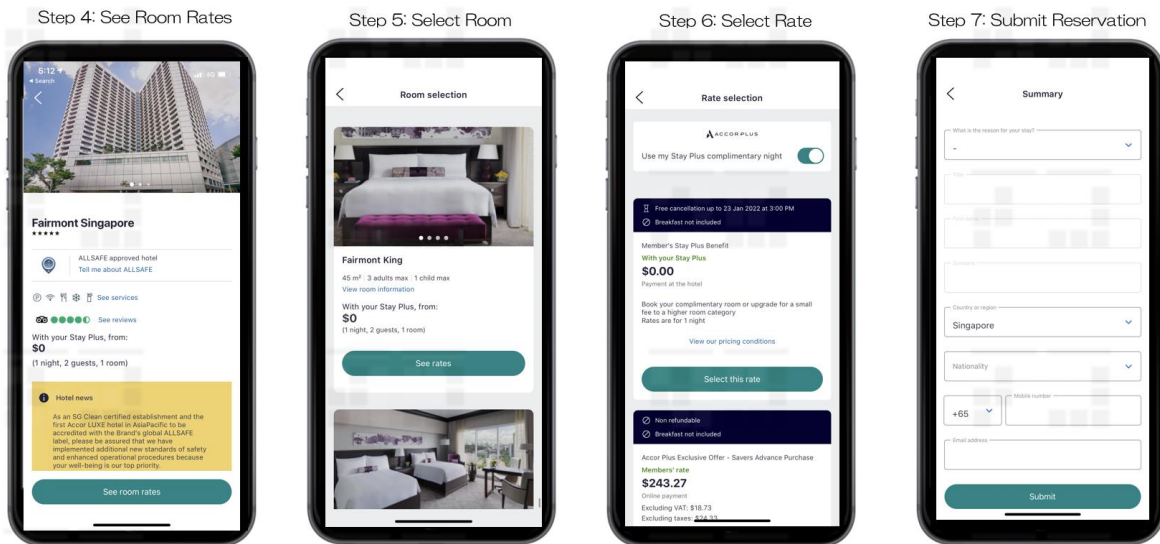 Step 4: See Room Rates
6:12
4G
Search
Fairmont Singapore
★★★★★
ALLSAFE approved hotel
Tell me about ALLSAFE
See services
See reviews
With your Stay Plus, from:
$0
(1 night, 2 guests, 1 room)
Hotel news
As an SG Clean certified establishment and the
first Accor LUXE hotel in AsiaPacific to be
accredited with the Brand's global ALLSAFE
label, please be assured that we have
implemented additional new standards of safety
and enhanced operational procedures because
your well-being is our top priority.
See room rates
Step 5: Select Room
Room selection
Fairmont King
45 m² | 3 adults max | 1 child max
View room information
With your Stay Plus, from:
$0
(1 night, 2 guests, 1 room)
See rates
Step 6: Select Rate
Rate selection
ACCORPLUS
Use my Stay Plus complimentary night
Free cancellation up to 23 Jan 2022 at 3:00 PM
Breakfast not included
Member's Stay Plus Benefit
With your Stay Plus
$0.00
Payment at the hotel
Book your complimentary room or upgrade for a small
fee to a higher room category
Rates are for 1 night
View our pricing conditions
Select this rate
Non refundable
Breakfast not included
Accor Plus Exclusive Offer - Savers Advance Purchase
Members' rate
$243.27
Online payment
Excluding VAT: $18.73
Excluding taxes: $24.33
Step 7: Submit Reservation
Summary
What is the reason for your stay?
-
Title
Country or region
Singapore
Nationality
+65
Mobile number
Email address
Submit